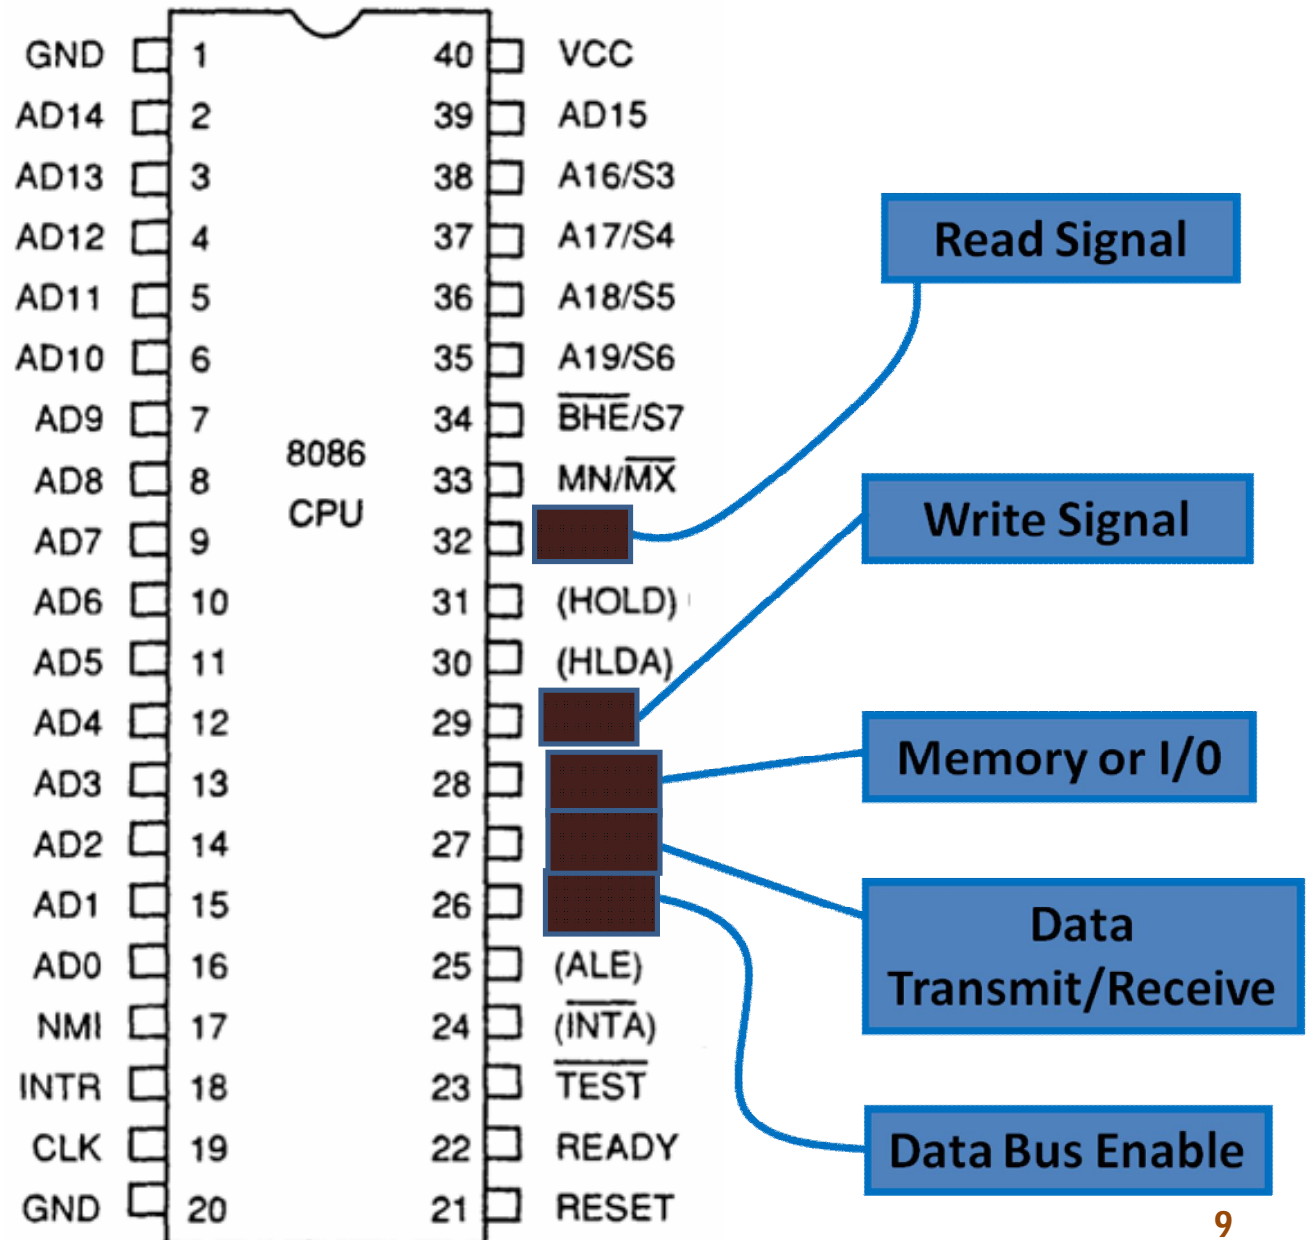 GND 1 40 VCC
AD14 2 39 AD15
AD13 3 38 A16/S3
AD12 4 37 A17/S4
AD11 5 36 A18/S5
AD10 6 35 A19/S6
AD9 7 34 B̅H̅E̅/S7
AD8 8 33 MN/M̅X̅
AD7 9 32
AD6 10 31 (HOLD)
AD5 11 30 (HLDA)
AD4 12 29
AD3 13 28
AD2 14 27
AD1 15 26
AD0 16 25 (ALE)
NMI 17 24 (I̅N̅T̅A̅)
INTR 18 23 T̅E̅S̅T̅
CLK 19 22 READY
GND 20 21 RESET
8086
CPU
Read Signal
Write Signal
Memory or I/0
Data
Transmit/Receive
Data Bus Enable
9